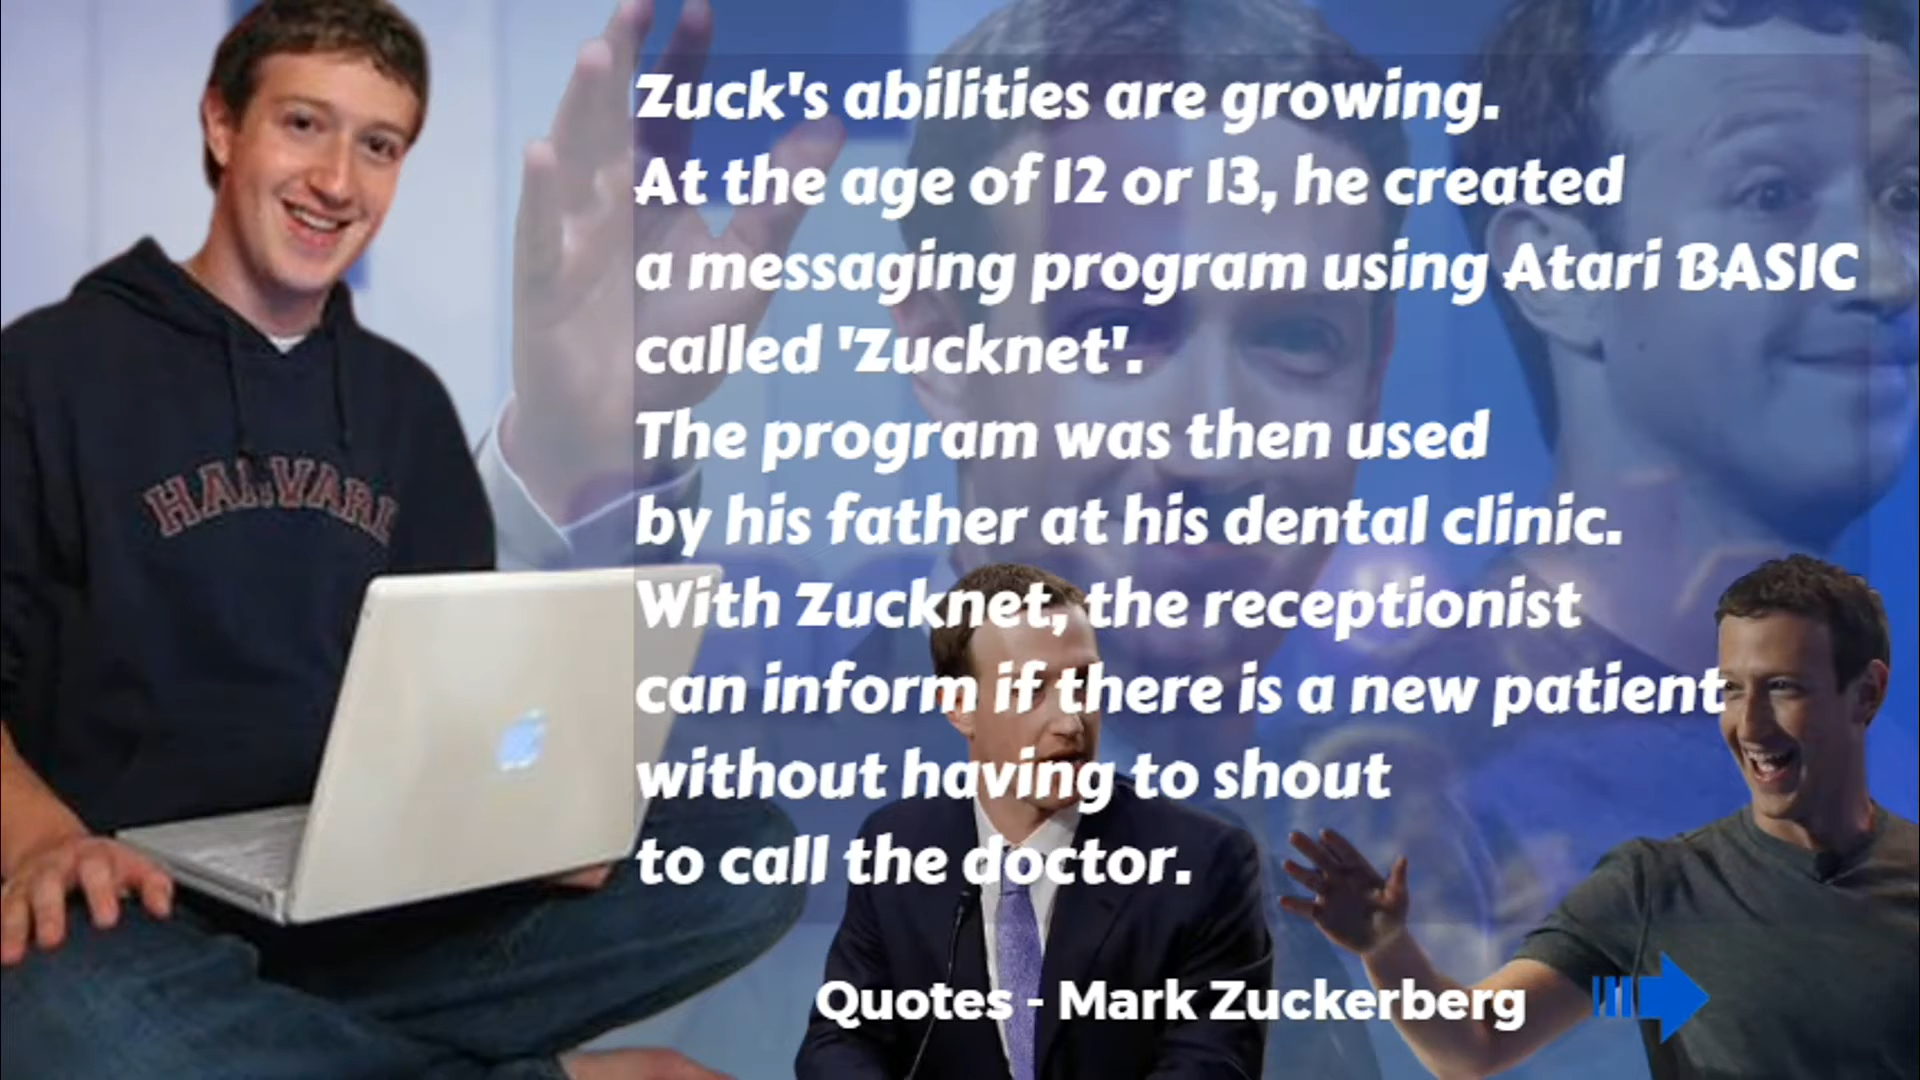 Zuck's abilities are growing.
At the age of 12 or 13, he created
a messaging program using Atari BASIC
called 'Zucknet'.
The program was then used
by his father at his dental clinic.
With Zucknet, the receptionist
can inform if there is a new patient
without having to shout
to call the doctor.
Quotes - Mark Zuckerberg